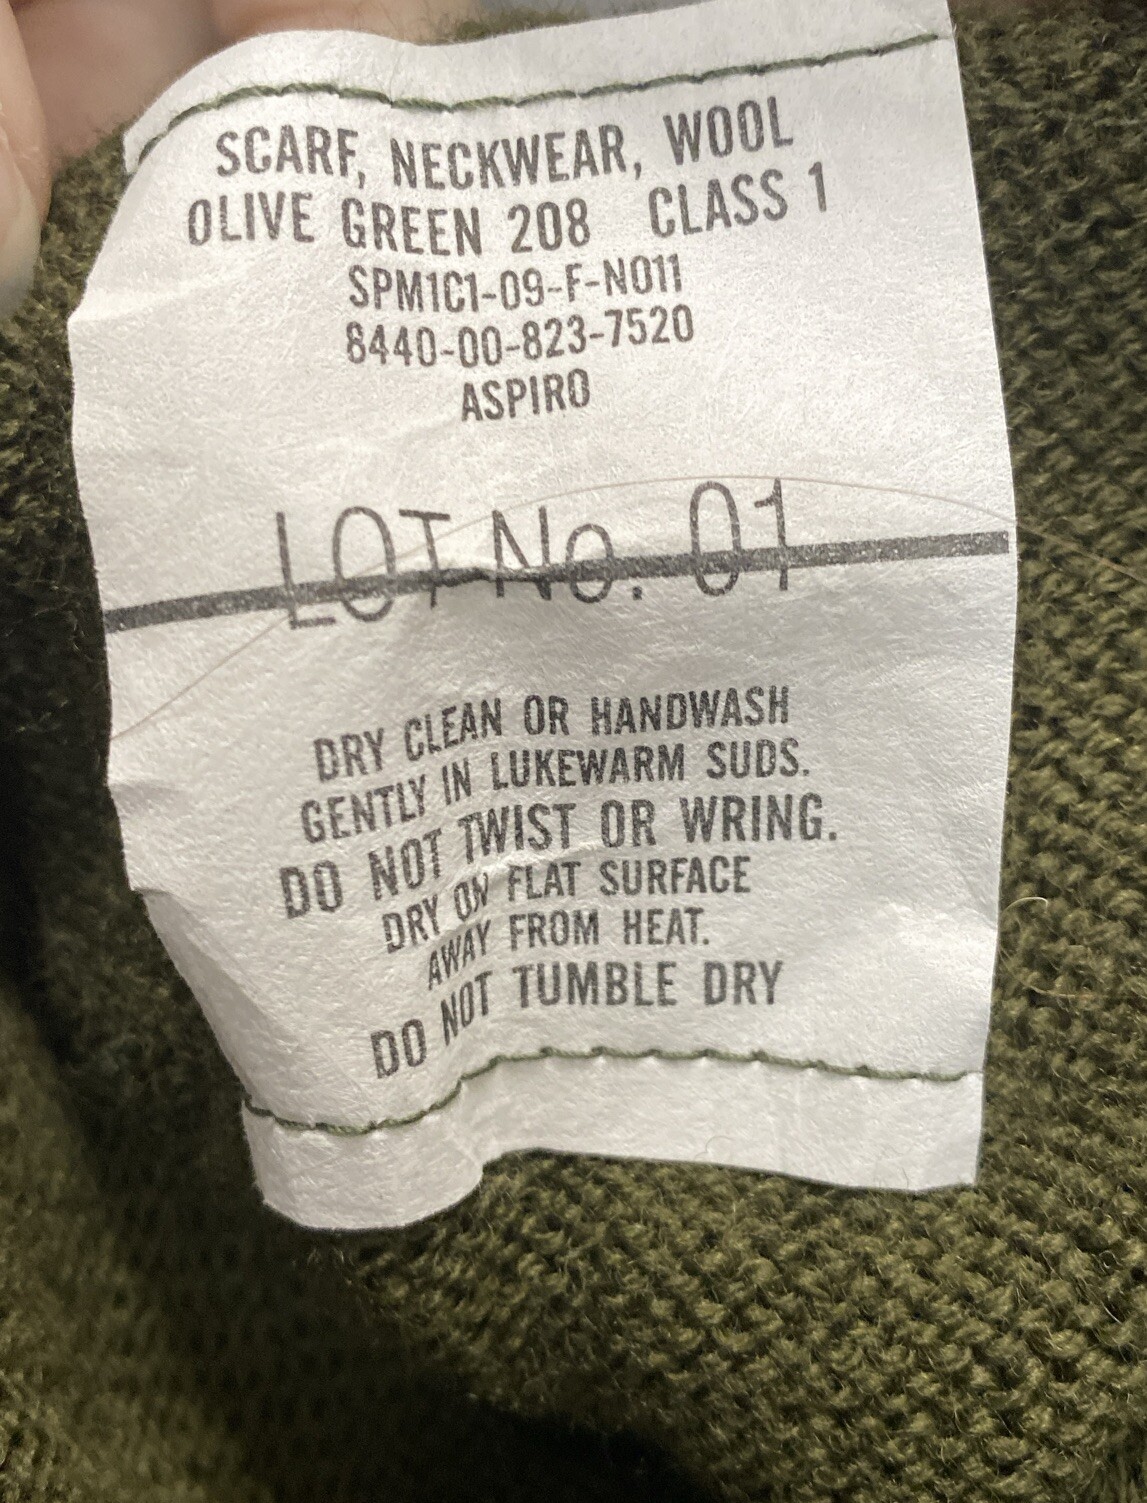 SCARF, NECKWEAR, WOOL
OLIVE GREEN 208 CLASS 1
SPM1C1-09-F-N011
8440-00-823-7520
ASPIRO
LOT No. 01
DRY CLEAN OR HANDWASH
GENTLY IN LUKEWARM SUDS.
DO NOT TWIST OR WRING.
DRY ON FLAT SURFACE
AWAY FROM HEAT.
DO NOT TUMBLE DRY